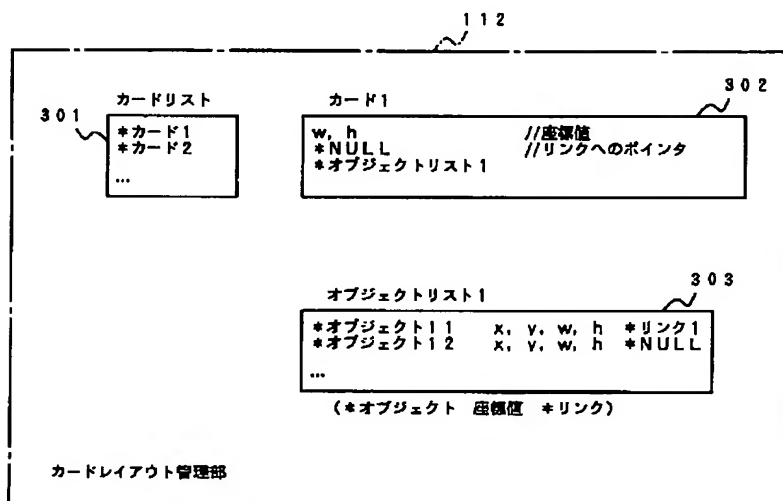 112
カードリスト
301
*カード1
*カード2
...
カード1
302
w, h //座標値
*NULL //リンクへのポインタ
*オブジェクトリスト1
オブジェクトリスト1
303
*オブジェクト11 x, y, w, h *リンク1
*オブジェクト12 x, y, w, h *NULL
...
(*オブジェクト 座標値 *リンク)
カードレイアウト管理部